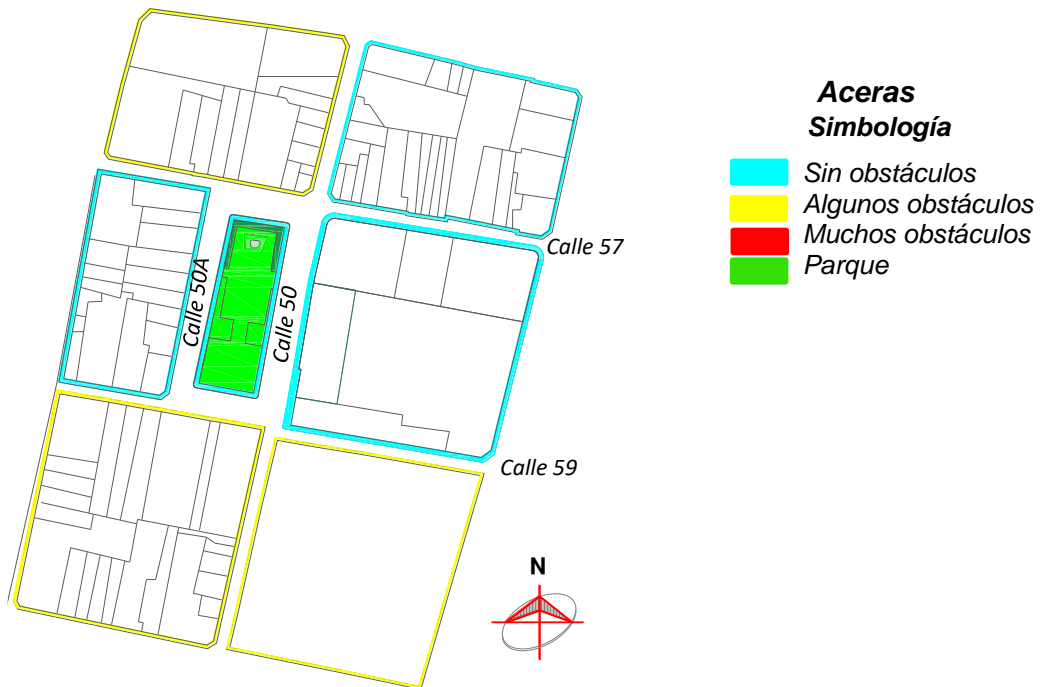 Aceras
Simbología
Sin obstáculos
Algunos obstáculos
Muchos obstáculos
Parque
Calle 57
Calle 50A
Calle 50
Calle 59
N